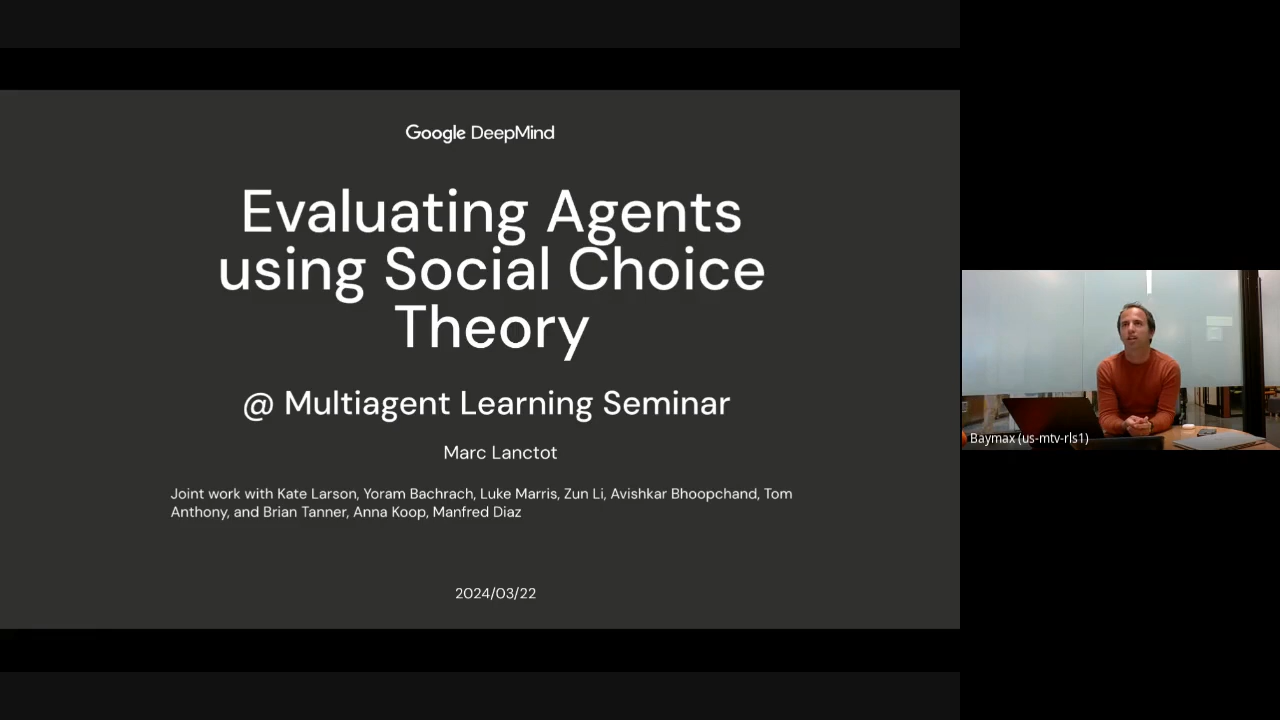 Google DeepMind
Evaluating Agents
using Social Choice
Theory
@ Multiagent Learning Seminar
Marc Lanctot
Joint work with Kate Larson, Yoram Bachrach, Luke Marris, Zun Li, Avishkar Bhoopchand, Tom
Anthony, and Brian Tanner, Anna Koop, Manfred Diaz
2024/03/22
Baymax (us-mtv-rls1)